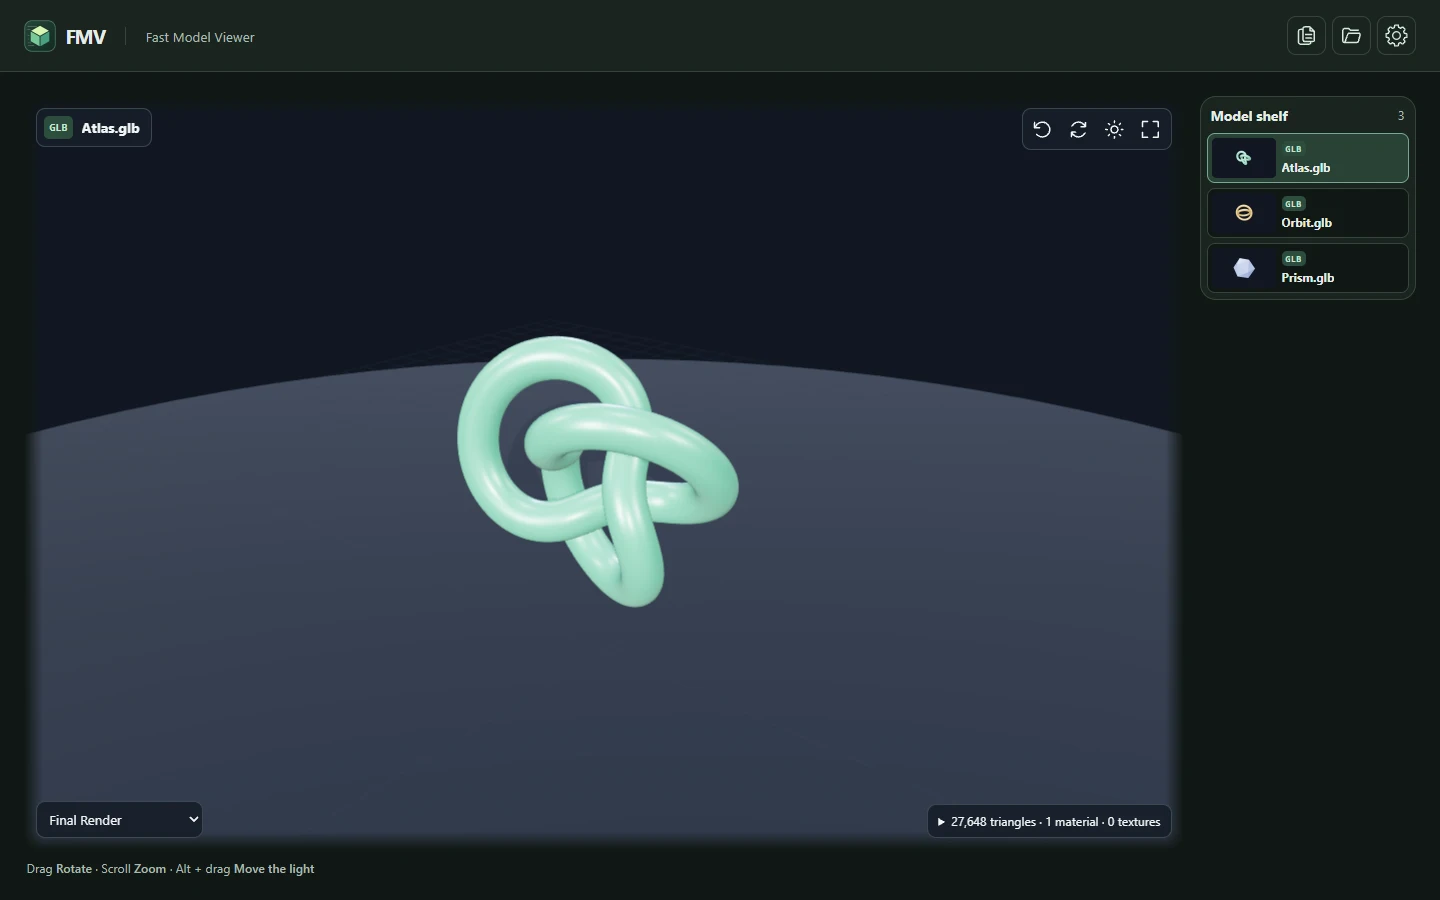 FMV
Fast Model Viewer
GLB Atlas.glb
Model shelf 3
GLB
Atlas.glb
GLB
Orbit.glb
GLB
Prism.glb
Final Render
27,648 triangles · 1 material · 0 textures
Drag Rotate · Scroll Zoom · Alt + drag Move the light